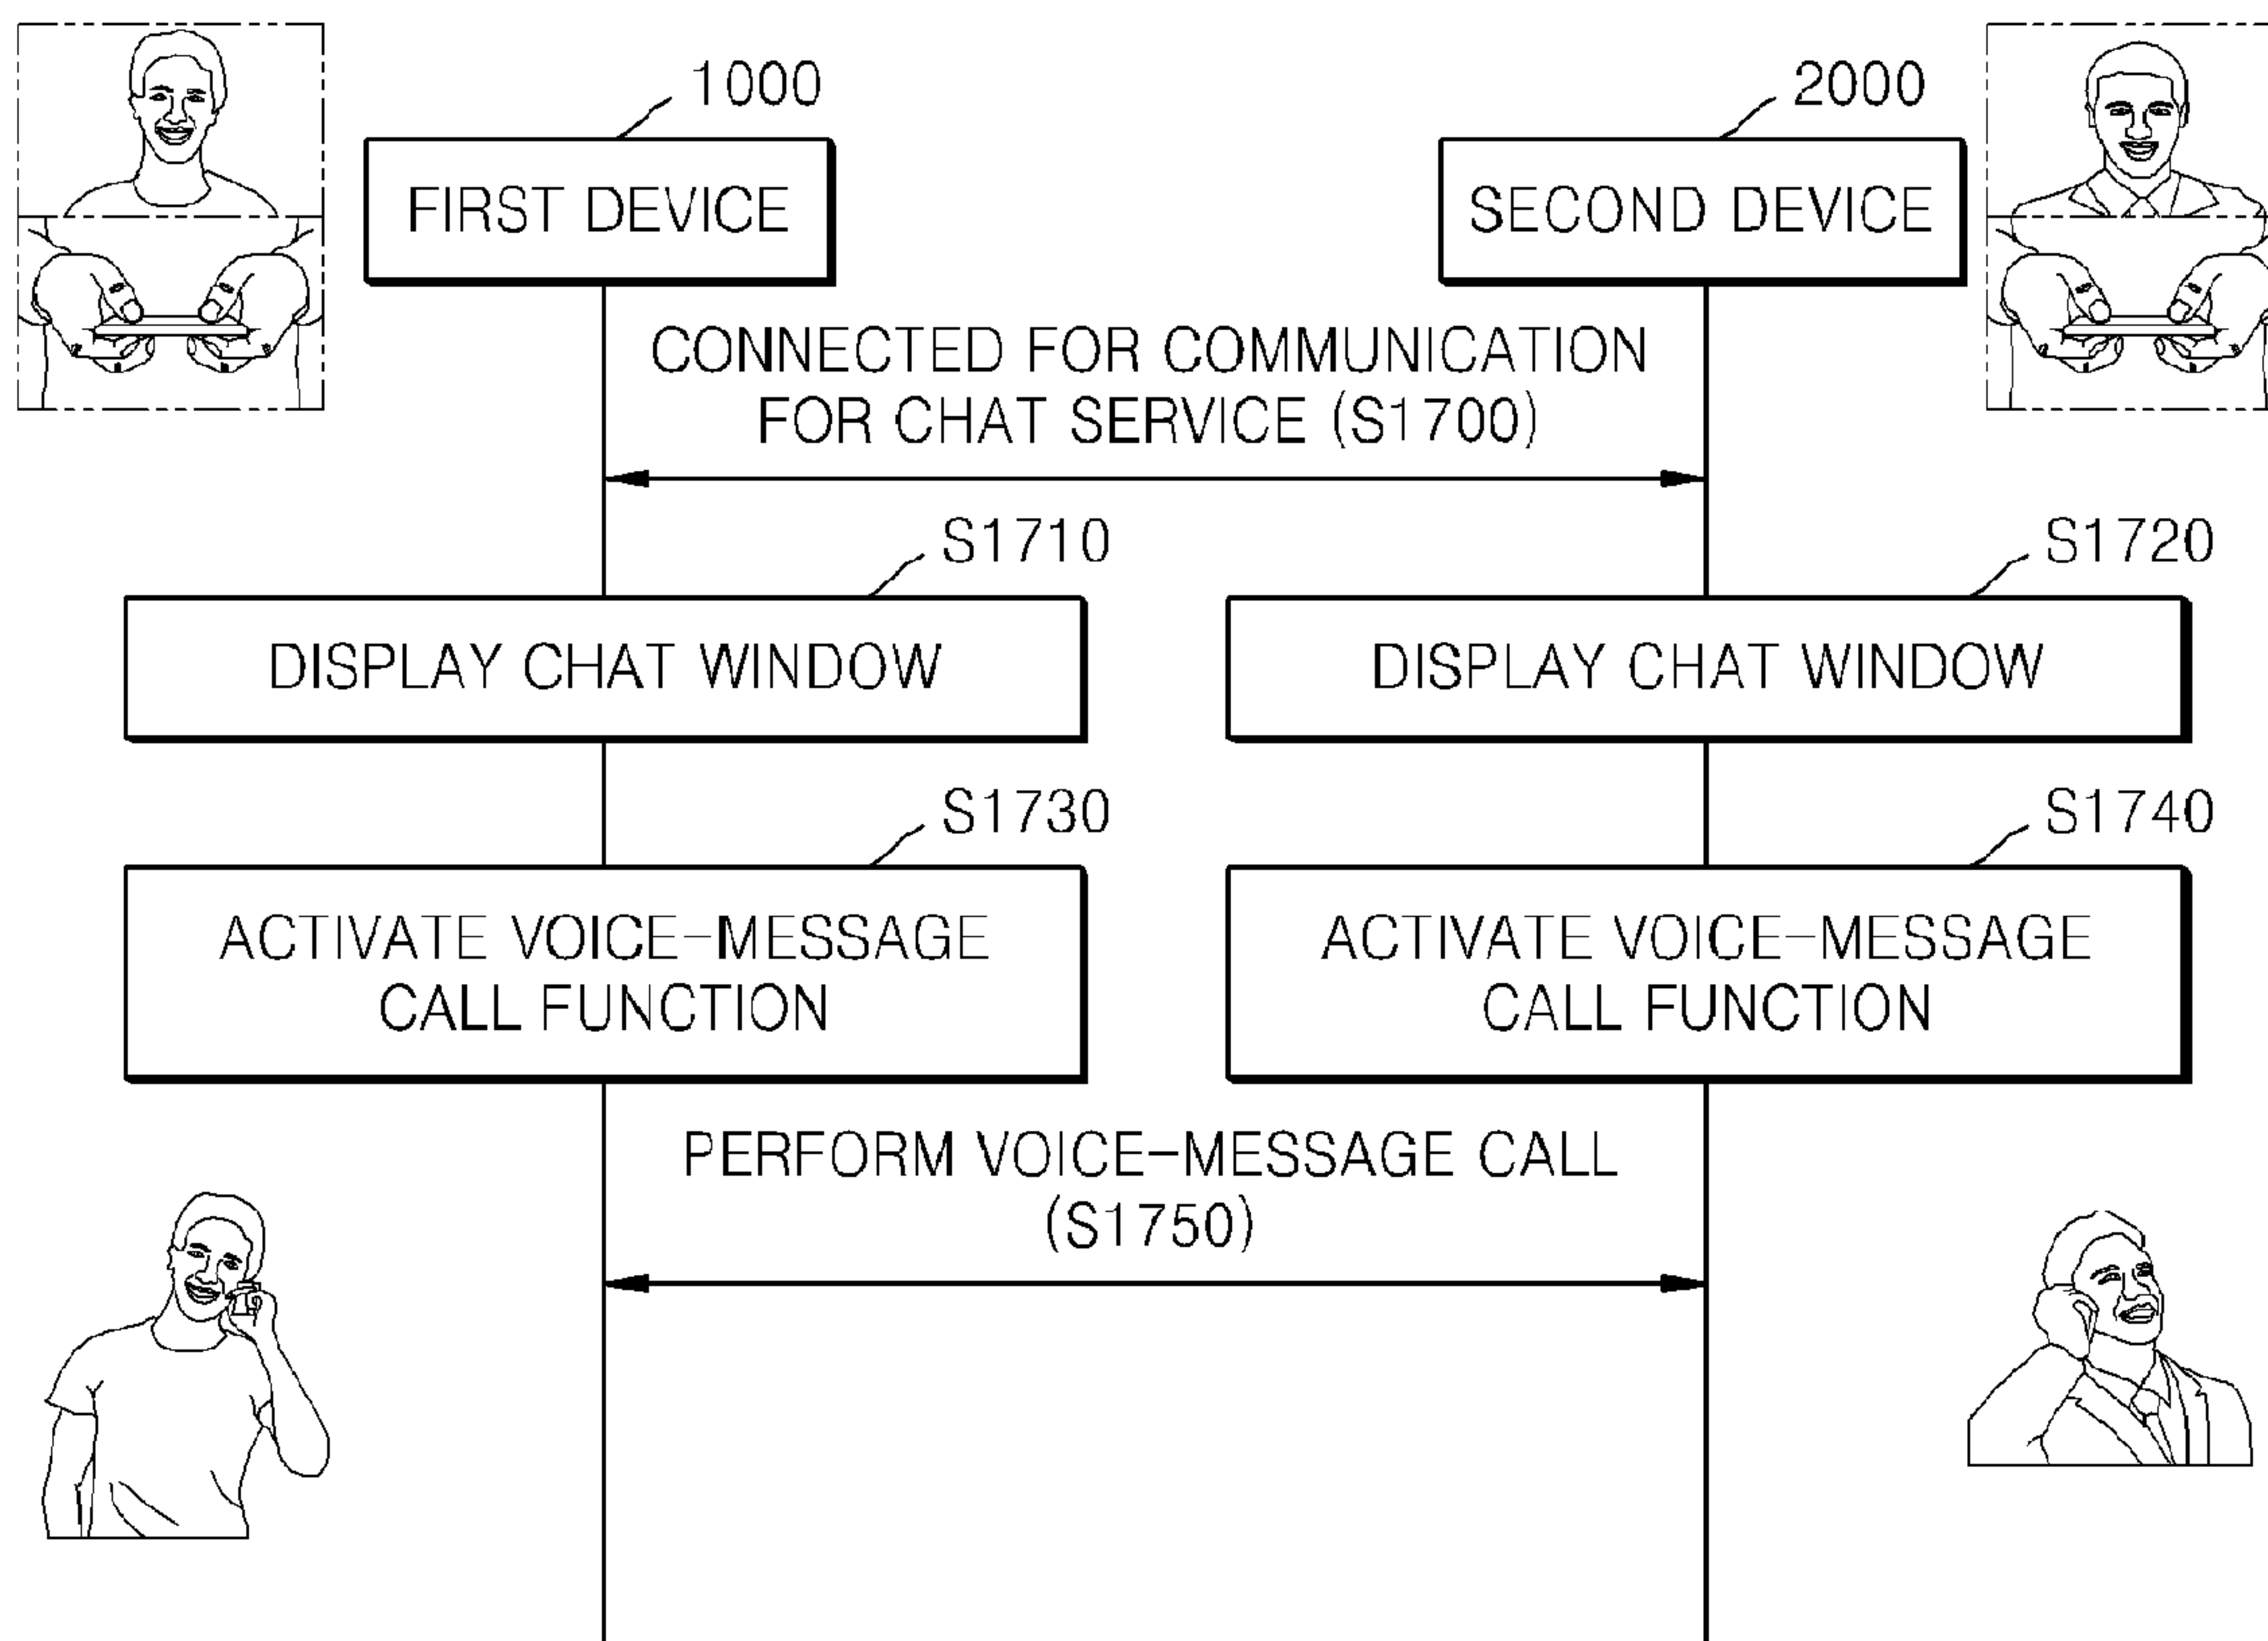 1000
2000
FIRST DEVICE
SECOND DEVICE
CONNECTED FOR COMMUNICATION
FOR CHAT SERVICE (S1700)
S1710
S1720
DISPLAY CHAT WINDOW
DISPLAY CHAT WINDOW
S1730
S1740
ACTIVATE VOICE-MESSAGE
CALL FUNCTION
ACTIVATE VOICE-MESSAGE
CALL FUNCTION
PERFORM VOICE-MESSAGE CALL
(S1750)